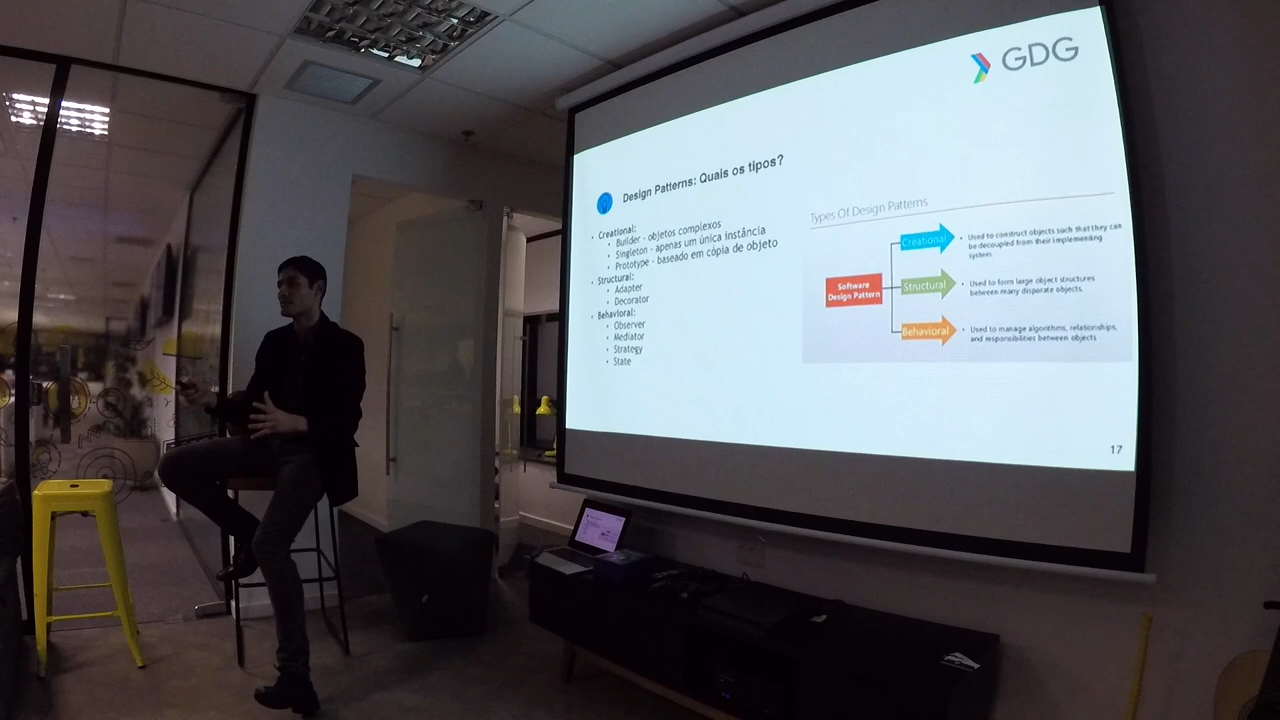 GDG
Design Patterns: Quais os tipos?
Creational:
Builder - objetos complexos
Singleton - apenas um única instância
Prototype - baseado em cópia de objeto
Structural:
Adapter
Decorator
Behavioral:
Observer
Mediator
Strategy
State
Types Of Design Patterns
Software
Design Pattern
Creational
Used to construct objects such that they can
be decoupled from their implementing
system.
Structural
Used to form large object structures
between many disparate objects.
Behavioral
Used to manage algorithms, relationships,
and responsibilities between objects
17